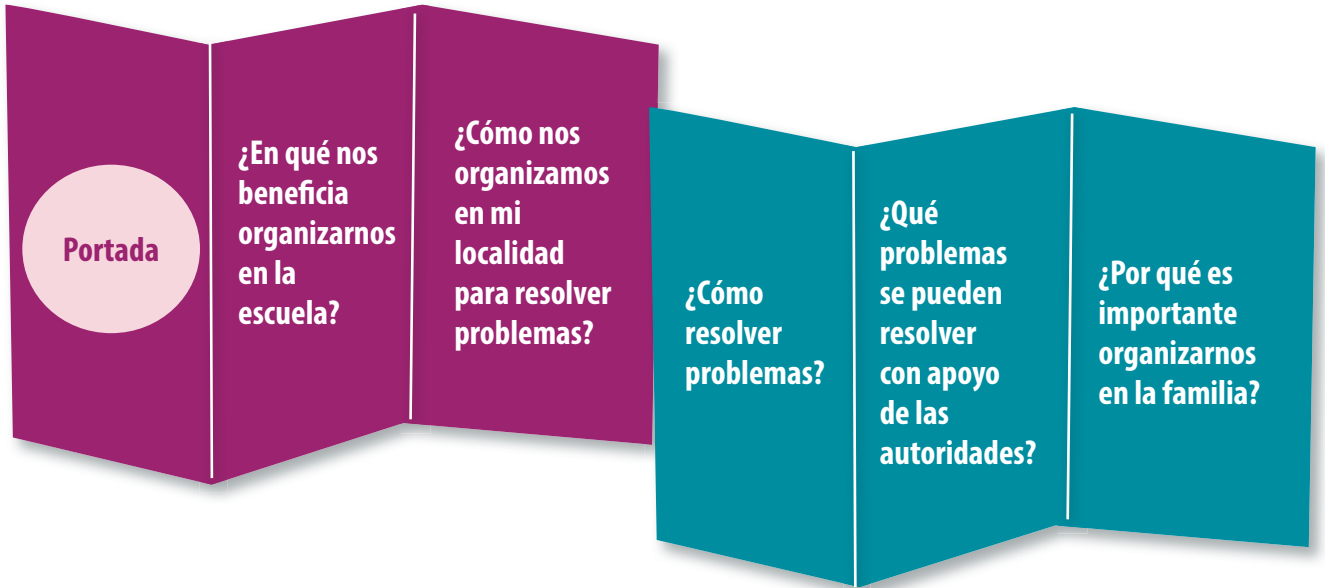 Portada
¿En qué nos
beneficia
organizarnos
en la
escuela?
¿Cómo nos
organizamos
en mi
localidad
para resolver
problemas?
¿Cómo
resolver
problemas?
¿Qué
problemas
se pueden
resolver
con apoyo
de las
autoridades?
¿Por qué es
importante
organizarnos
en la familia?